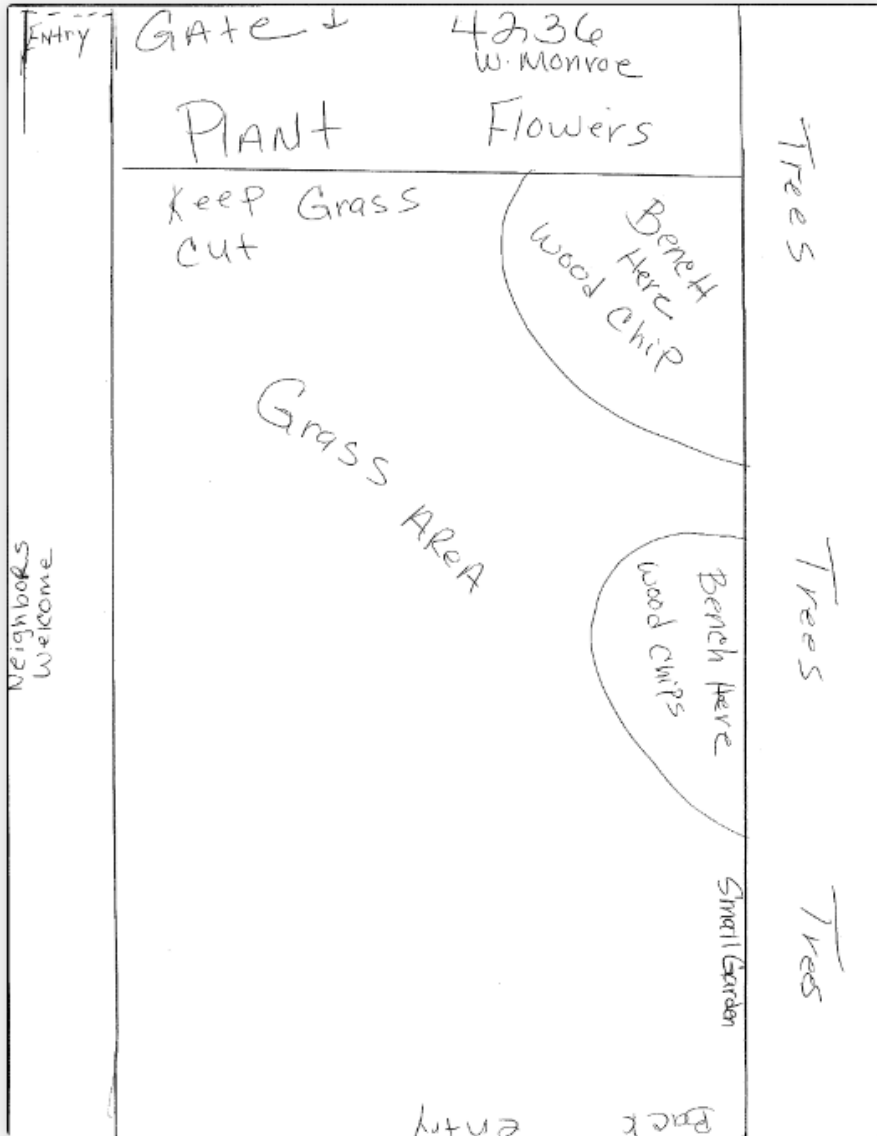 Entry
Gate ↓
4236
W. Monroe
Plant Flowers
Keep Grass
cut
Bench
Here
Wood Chip
Grass Area
Neighbors
Welcome
Bench Here
Wood Chips
Small Garden
Trees
Trees
Trees
Back entry